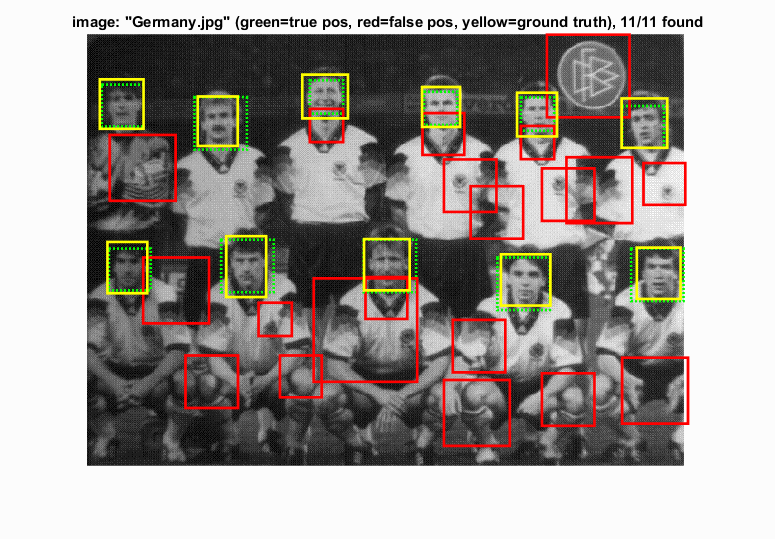 image: "Germany.jpg" (green=true pos, red=false pos, yellow=ground truth), 11/11 found